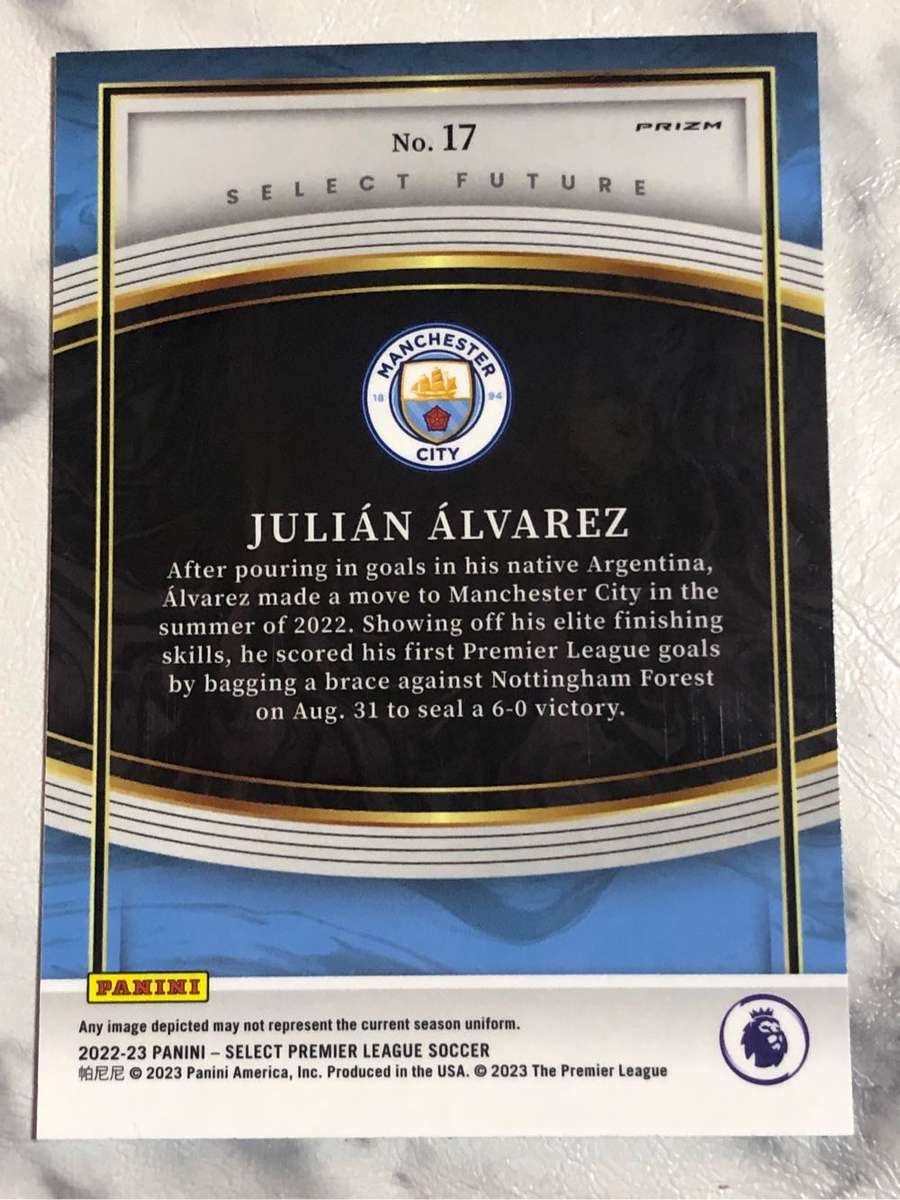 No. 17
PRIZM
SELECT FUTURE
MANCHESTER
18 94
CITY
JULIÁN ÁLVAREZ
After pouring in goals in his native Argentina,
Álvarez made a move to Manchester City in the
summer of 2022. Showing off his elite finishing
skills, he scored his first Premier League goals
by bagging a brace against Nottingham Forest
on Aug. 31 to seal a 6-0 victory.
PANINI
Any image depicted may not represent the current season uniform.
2022-23 PANINI – SELECT PREMIER LEAGUE SOCCER
帕尼尼 © 2023 Panini America, Inc. Produced in the USA. © 2023 The Premier League